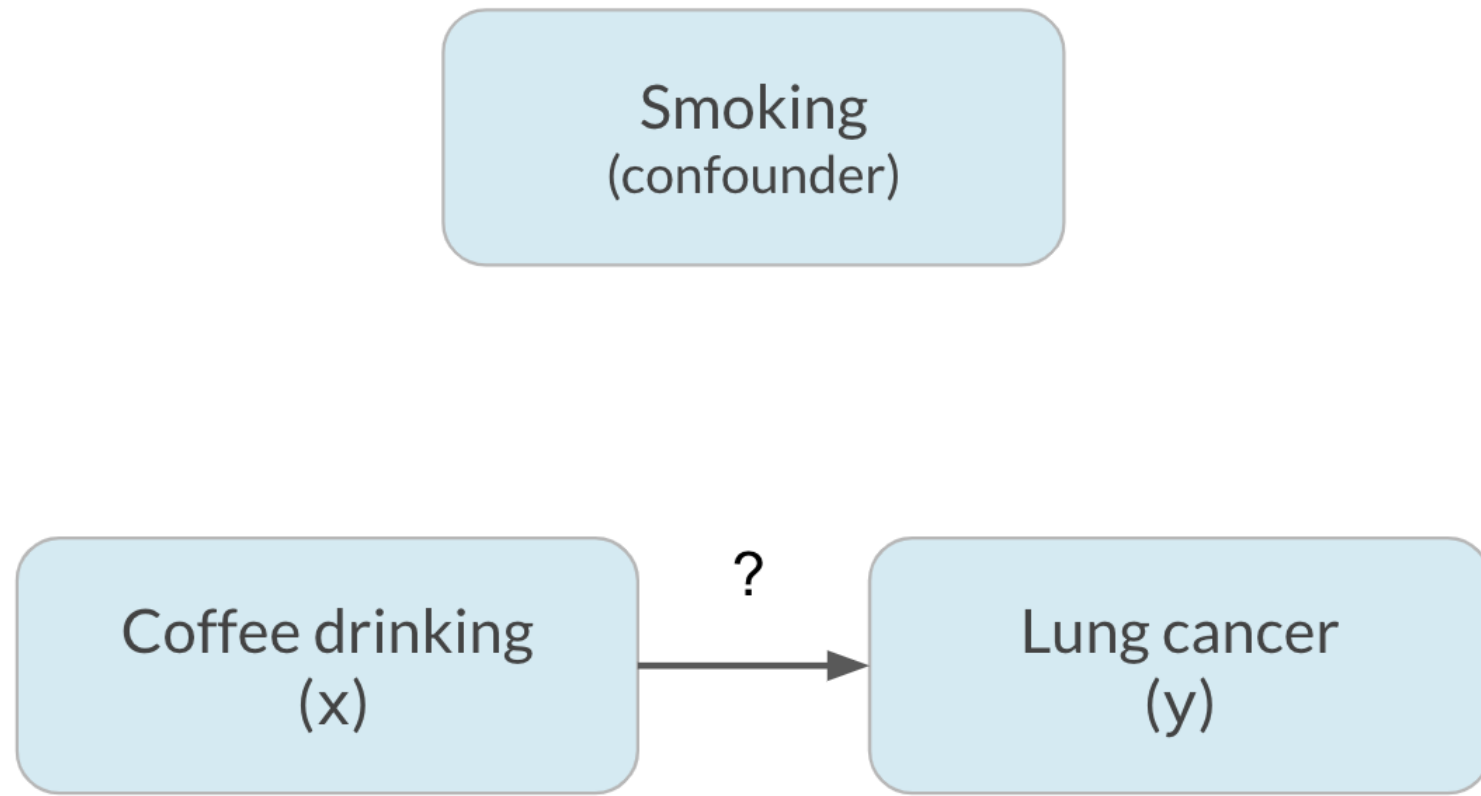 Smoking
(confounder)
?
Coffee drinking
(x)
Lung cancer
(y)